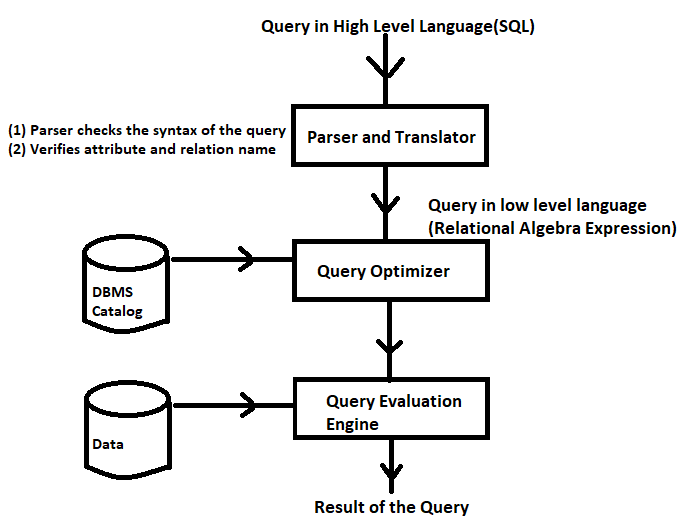 Query in High Level Language(SQL)
(1) Parser checks the syntax of the query
(2) Verifies attribute and relation name
Parser and Translator
Query in low level language
(Relational Algebra Expression)
DBMS
Catalog
Query Optimizer
Data
Query Evaluation
Engine
Result of the Query